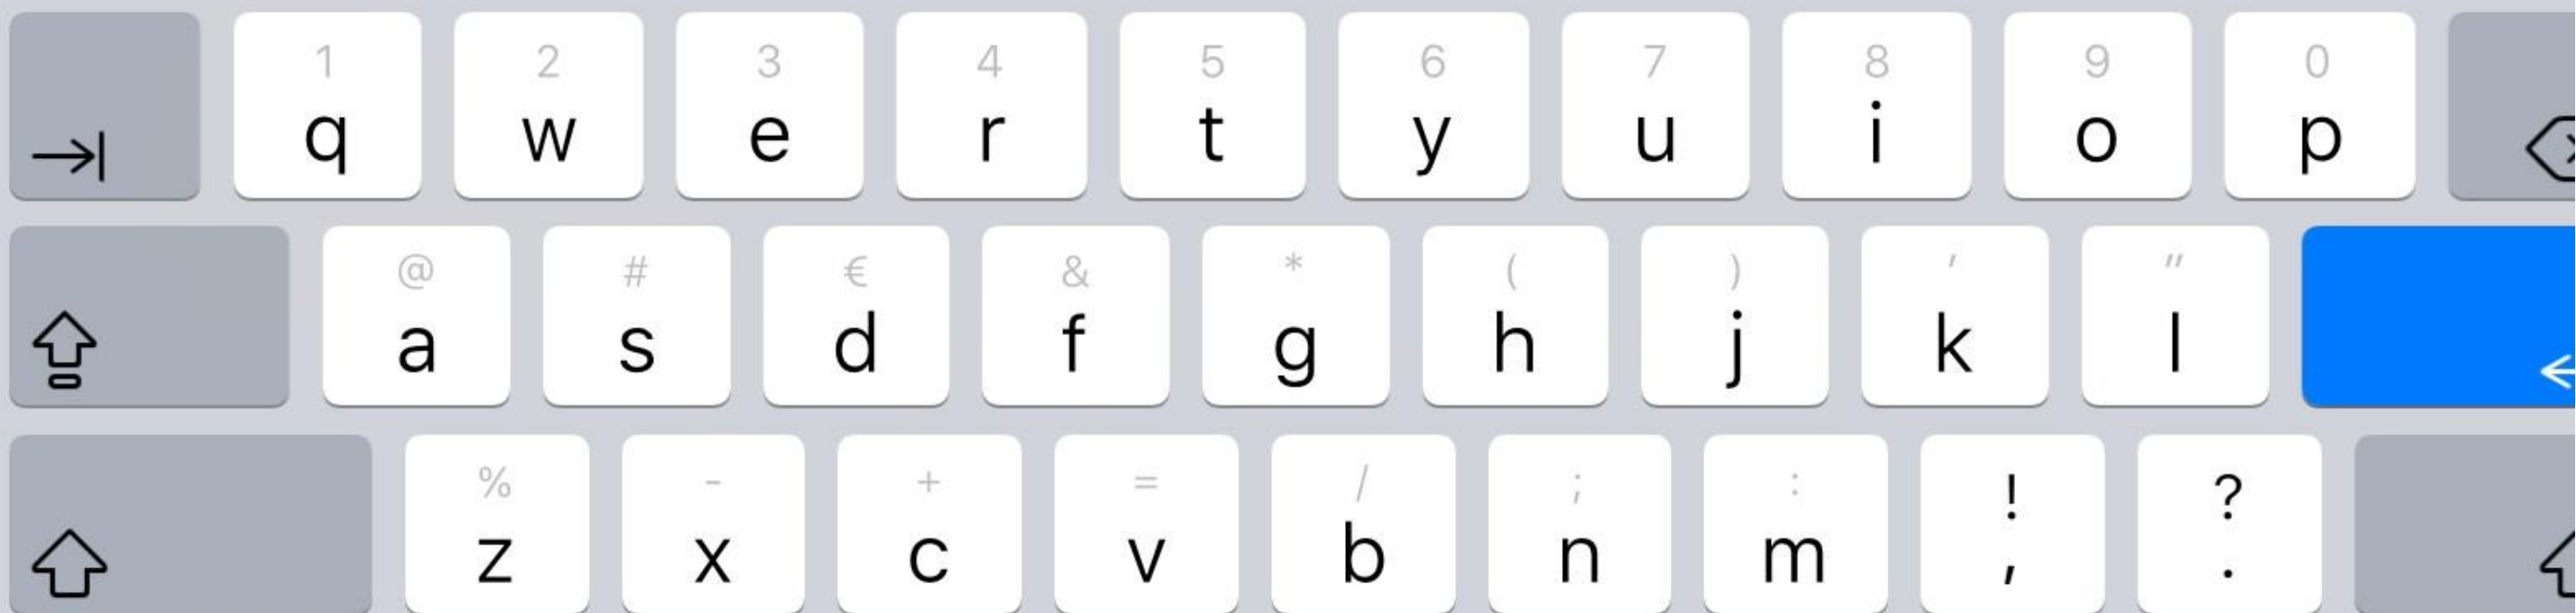 1 2 3 4 5 6 7 8 9 0
q w e r t y u i o p
@ # € & * ( ) ' "
a s d f g h j k l
% - + = / ; : ! ?
z x c v b n m , .